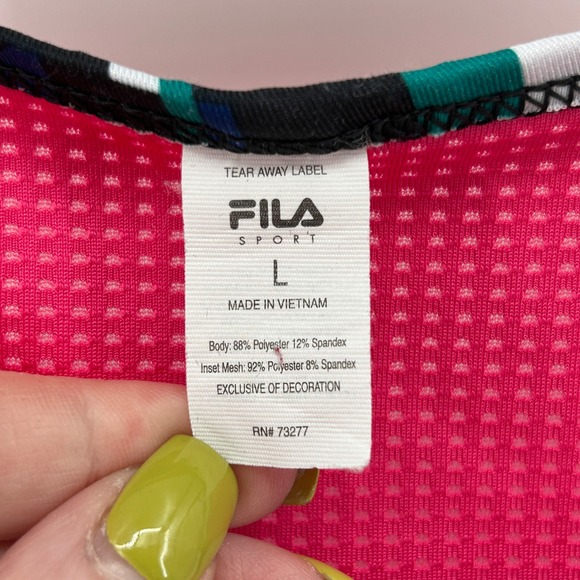 TEAR AWAY LABEL
FILA
SPORT
L
MADE IN VIETNAM
Body: 88% Polyester 12% Spandex
Inset Mesh: 92% Polyester 8% Spandex
EXCLUSIVE OF DECORATION
RN# 73277